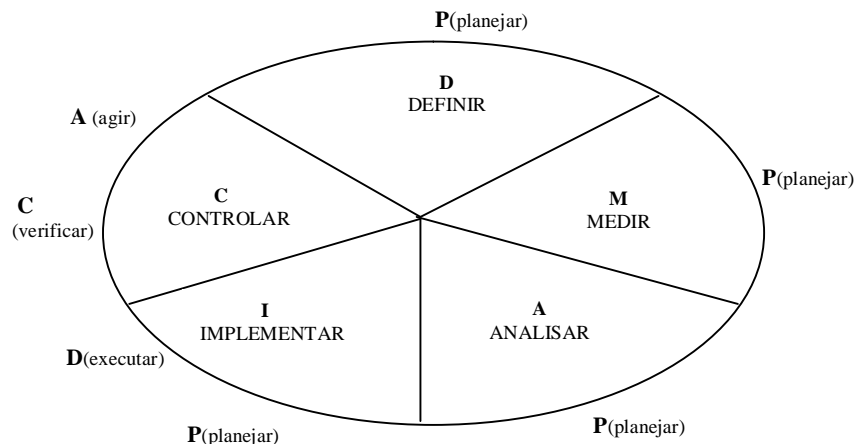 P(planejar)
D
DEFINIR
A (agir)
P(planejar)
C
(verificar)
C
CONTROLAR
M
MEDIR
I
IMPLEMENTAR
A
ANALISAR
D(executar)
P(planejar)
P(planejar)